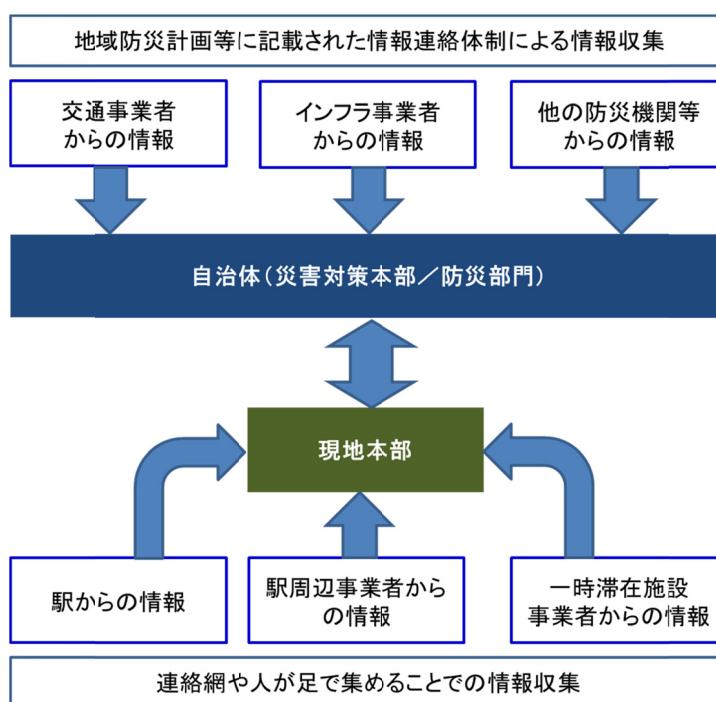 地域防災計画等に記載された情報連絡体制による情報収集
交通事業者
からの情報
インフラ事業者
からの情報
他の防災機関等
からの情報
自治体(災害対策本部／防災部門)
現地本部
駅からの情報
駅周辺事業者から
の情報
一時滞在施設
事業者からの情報
連絡網や人が足で集めることでの情報収集